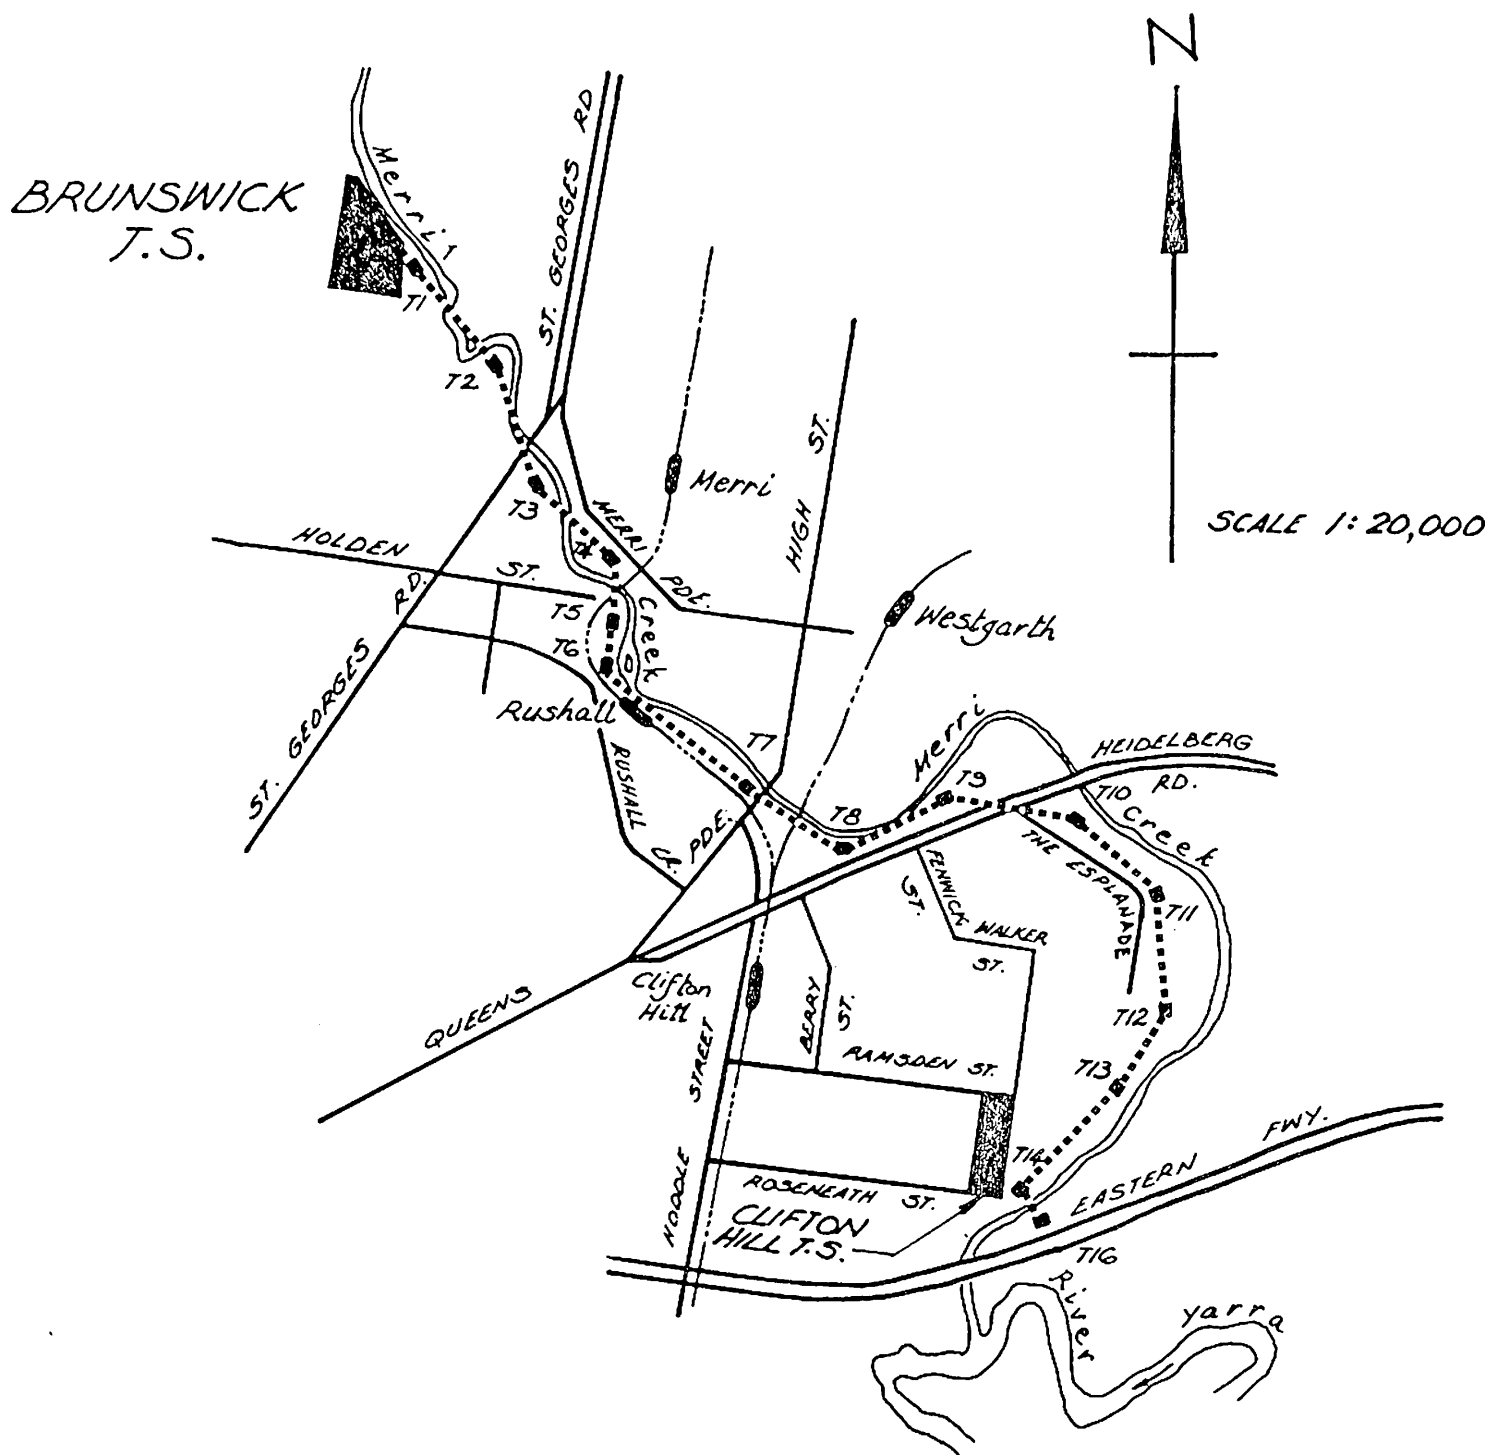 N
BRUNSWICK
T.S.
Merri
ST. GEORGES RD
T1
T2
Merri
HIGH ST.
SCALE 1:20,000
T3
MERRI PDE.
HOLDEN ST.
T4
T5
Creek
T6
Westgarth
ST. GEORGES RD.
Rushall
Merri
T7
HEIDELBERG
RD.
RUSHALL Cr.
T9
T10
T8
Creek
PDE.
THE ESPLANADE
FENWICK
ST.
T11
WALKER
ST.
Clifton
Hill
QUEENS
BERRY
ST.
T12
RAMSDEN ST.
T13
STREET
FWY.
T14
EASTERN
ROSENEATH ST.
HODDLE
CLIFTON
HILL T.S.
T16
River
Yarra